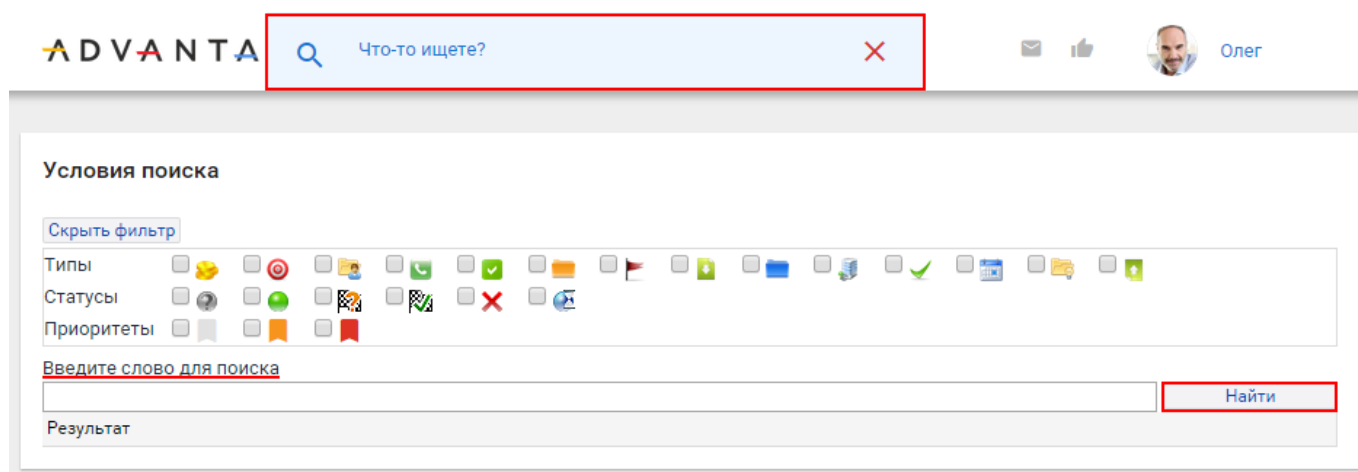 ADVANTA
Что-то ищете?
Олег
Условия поиска
Скрыть фильтр
Типы
Статусы
Приоритеты
Введите слово для поиска
Найти
Результат